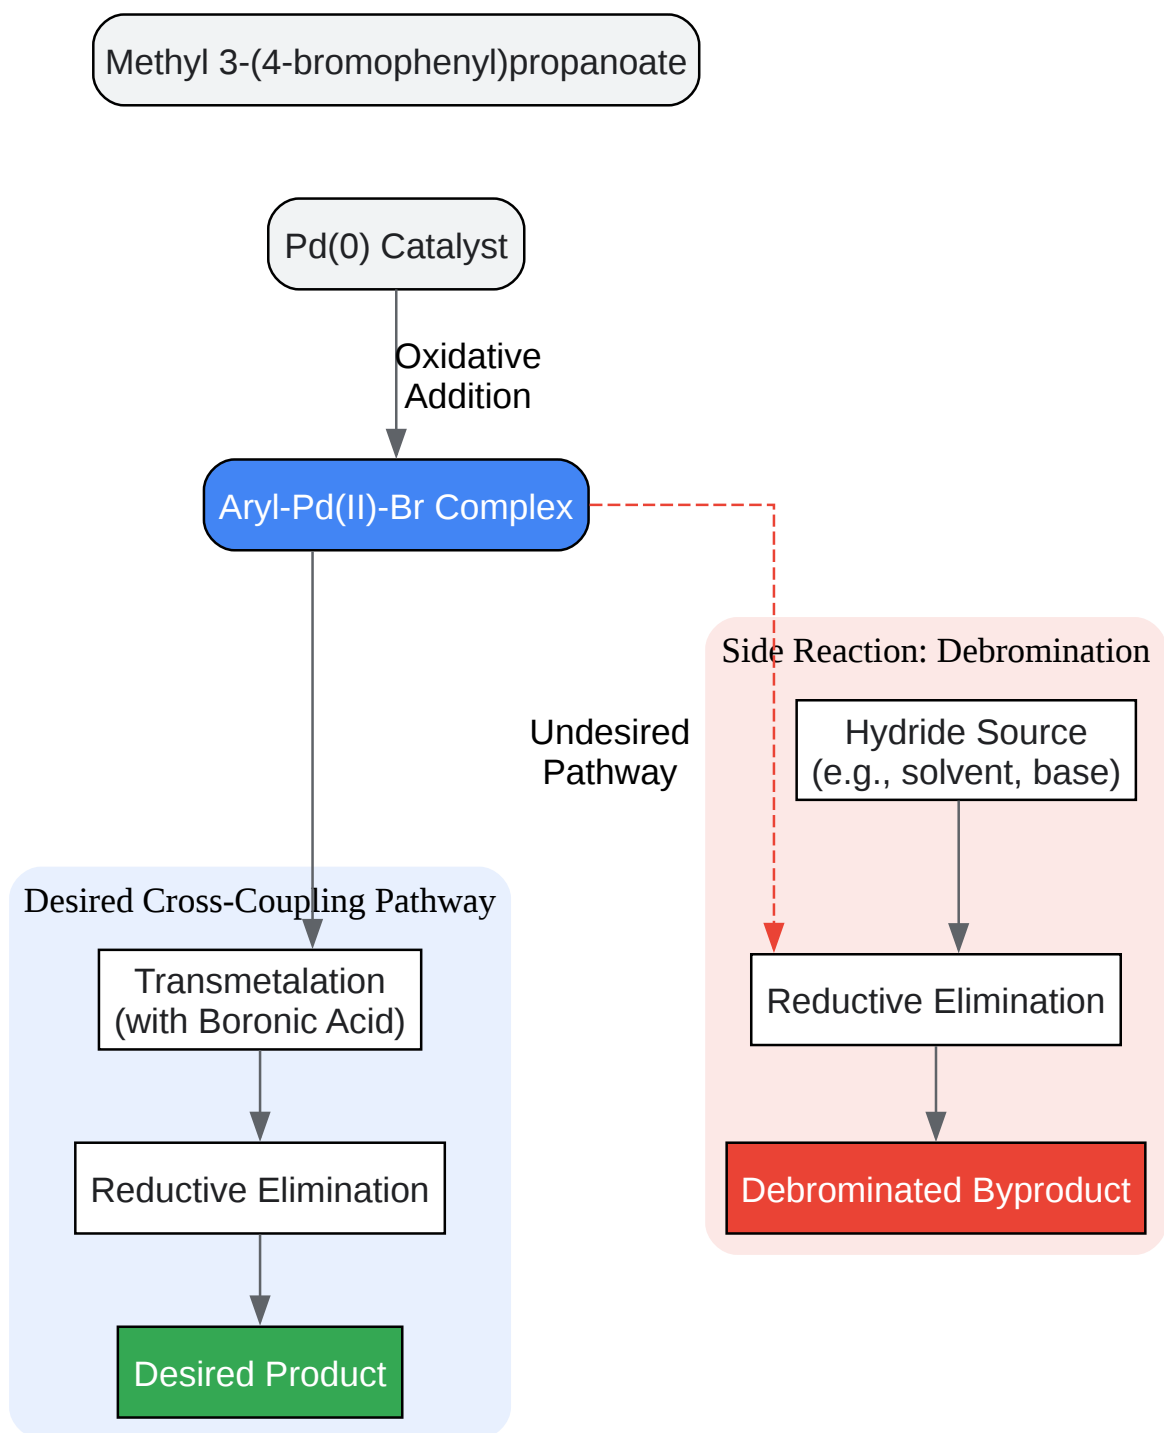 Methyl 3-(4-bromophenyl)propanoate
Pd(0) Catalyst
Oxidative
Addition
Aryl-Pd(II)-Br Complex
Undesired
Pathway
Desired Cross-Coupling Pathway
Transmetalation
(with Boronic Acid)
Reductive Elimination
Desired Product
Side Reaction: Debromination
Hydride Source
(e.g., solvent, base)
Reductive Elimination
Debrominated Byproduct